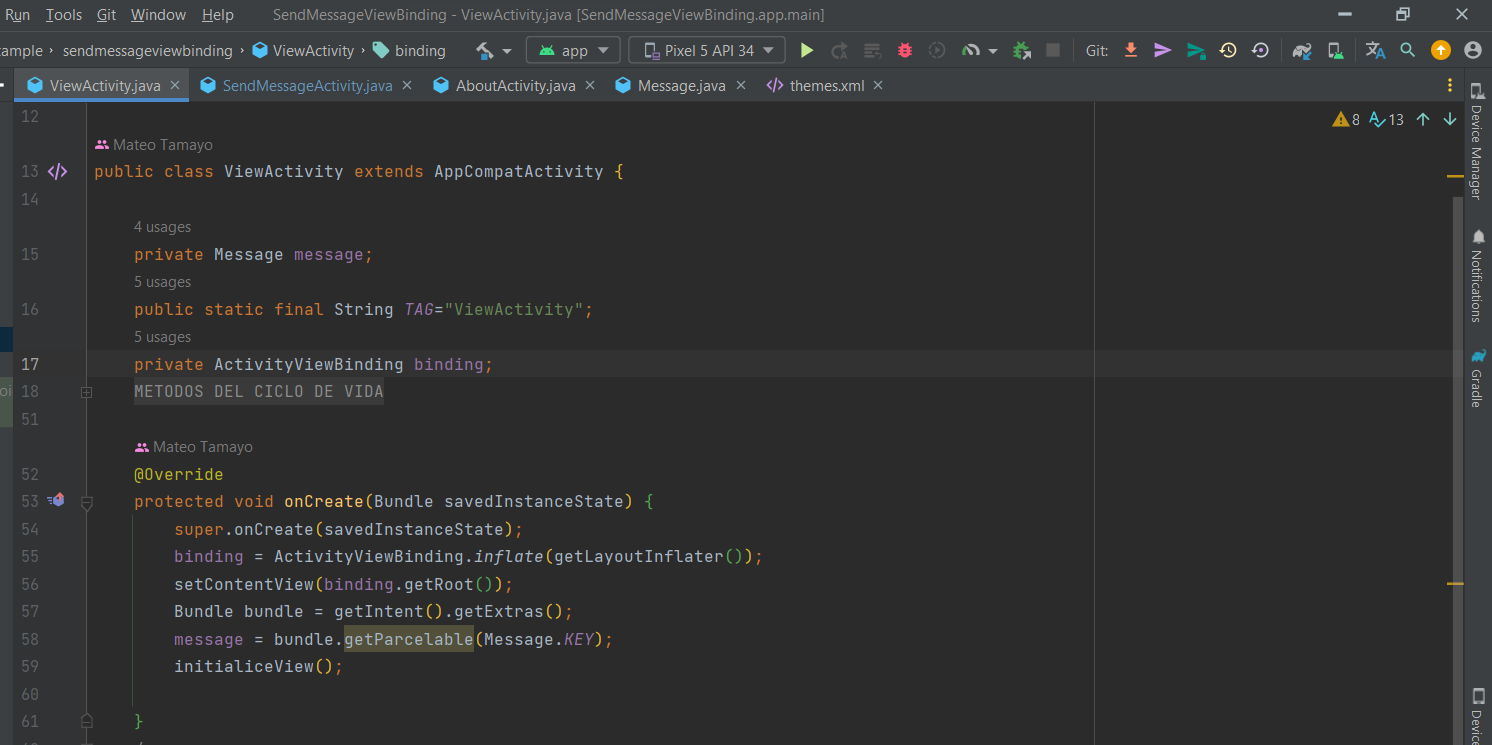 Run Tools Git Window Help SendMessageViewBinding - ViewActivity.java [SendMessageViewBinding.app.main]
ample › sendmessageviewbinding › ViewActivity › binding app Pixel 5 API 34 Git:
ViewActivity.java SendMessageActivity.java AboutActivity.java Message.java themes.xml
8 13
12
Mateo Tamayo
13 public class ViewActivity extends AppCompatActivity {
14
4 usages
15 private Message message;
5 usages
16 public static final String TAG="ViewActivity";
5 usages
17 private ActivityViewBinding binding;
18 METODOS DEL CICLO DE VIDA
51
Mateo Tamayo
52 @Override
53 protected void onCreate(Bundle savedInstanceState) {
54 super.onCreate(savedInstanceState);
55 binding = ActivityViewBinding.inflate(getLayoutInflater());
56 setContentView(binding.getRoot());
57 Bundle bundle = getIntent().getExtras();
58 message = bundle.getParcelable(Message.KEY);
59 initialiceView();
60
61 }
Device Manager
Notifications
Gradle
Device